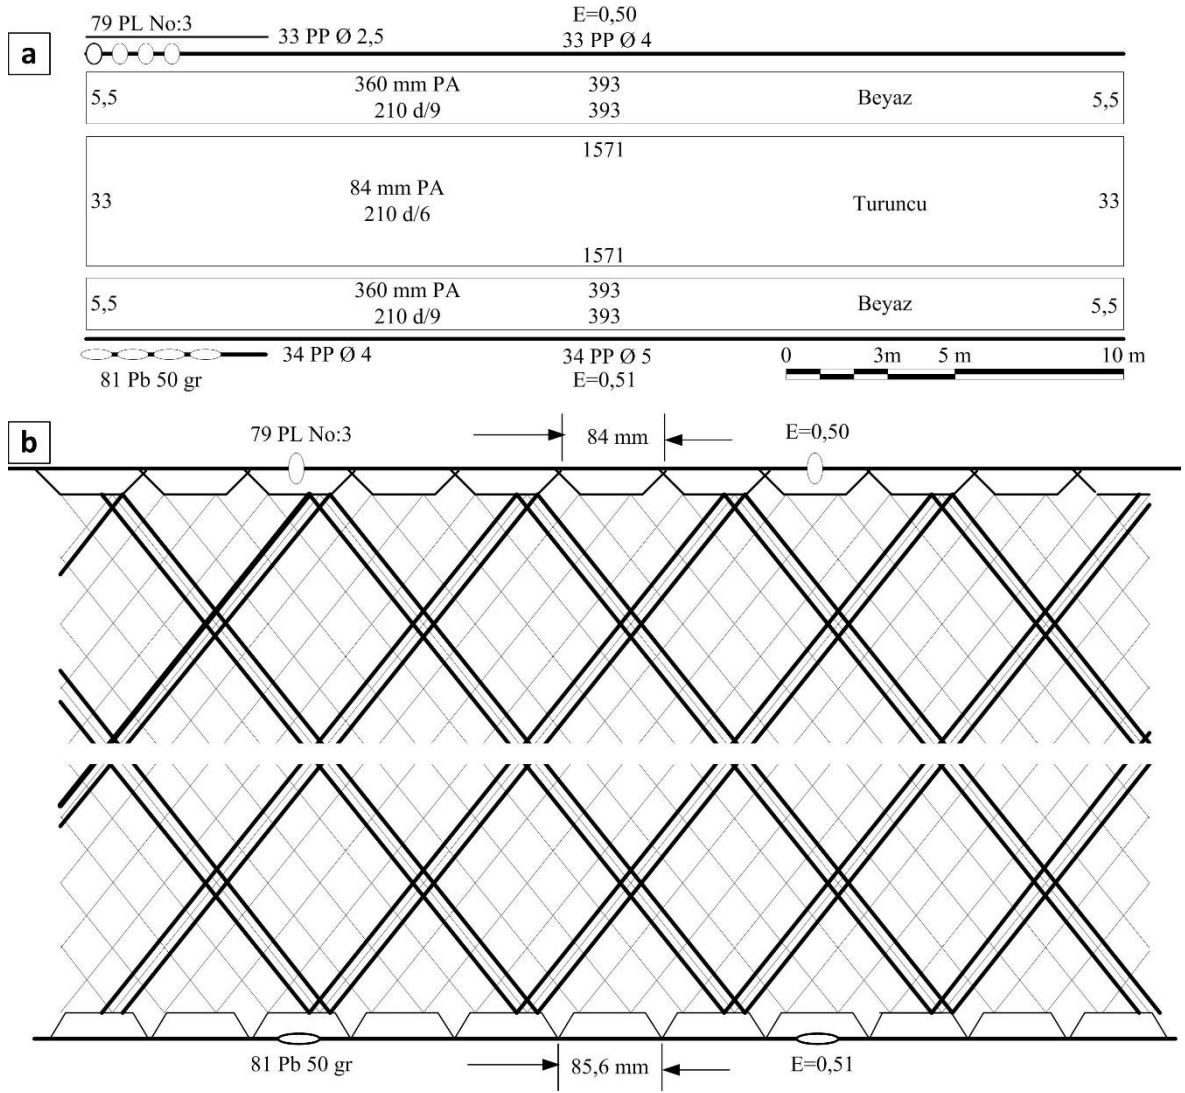 a
79 PL No:3
33 PP Ø 2,5
E=0,50
33 PP Ø 4
5,5
360 mm PA
210 d/9
393
393
Beyaz
5,5
33
84 mm PA
210 d/6
1571
1571
Turuncu
33
5,5
360 mm PA
210 d/9
393
393
Beyaz
5,5
34 PP Ø 4
81 Pb 50 gr
34 PP Ø 5
E=0,51
0 3m 5 m 10 m
b
79 PL No:3
84 mm
E=0,50
81 Pb 50 gr
85,6 mm
E=0,51